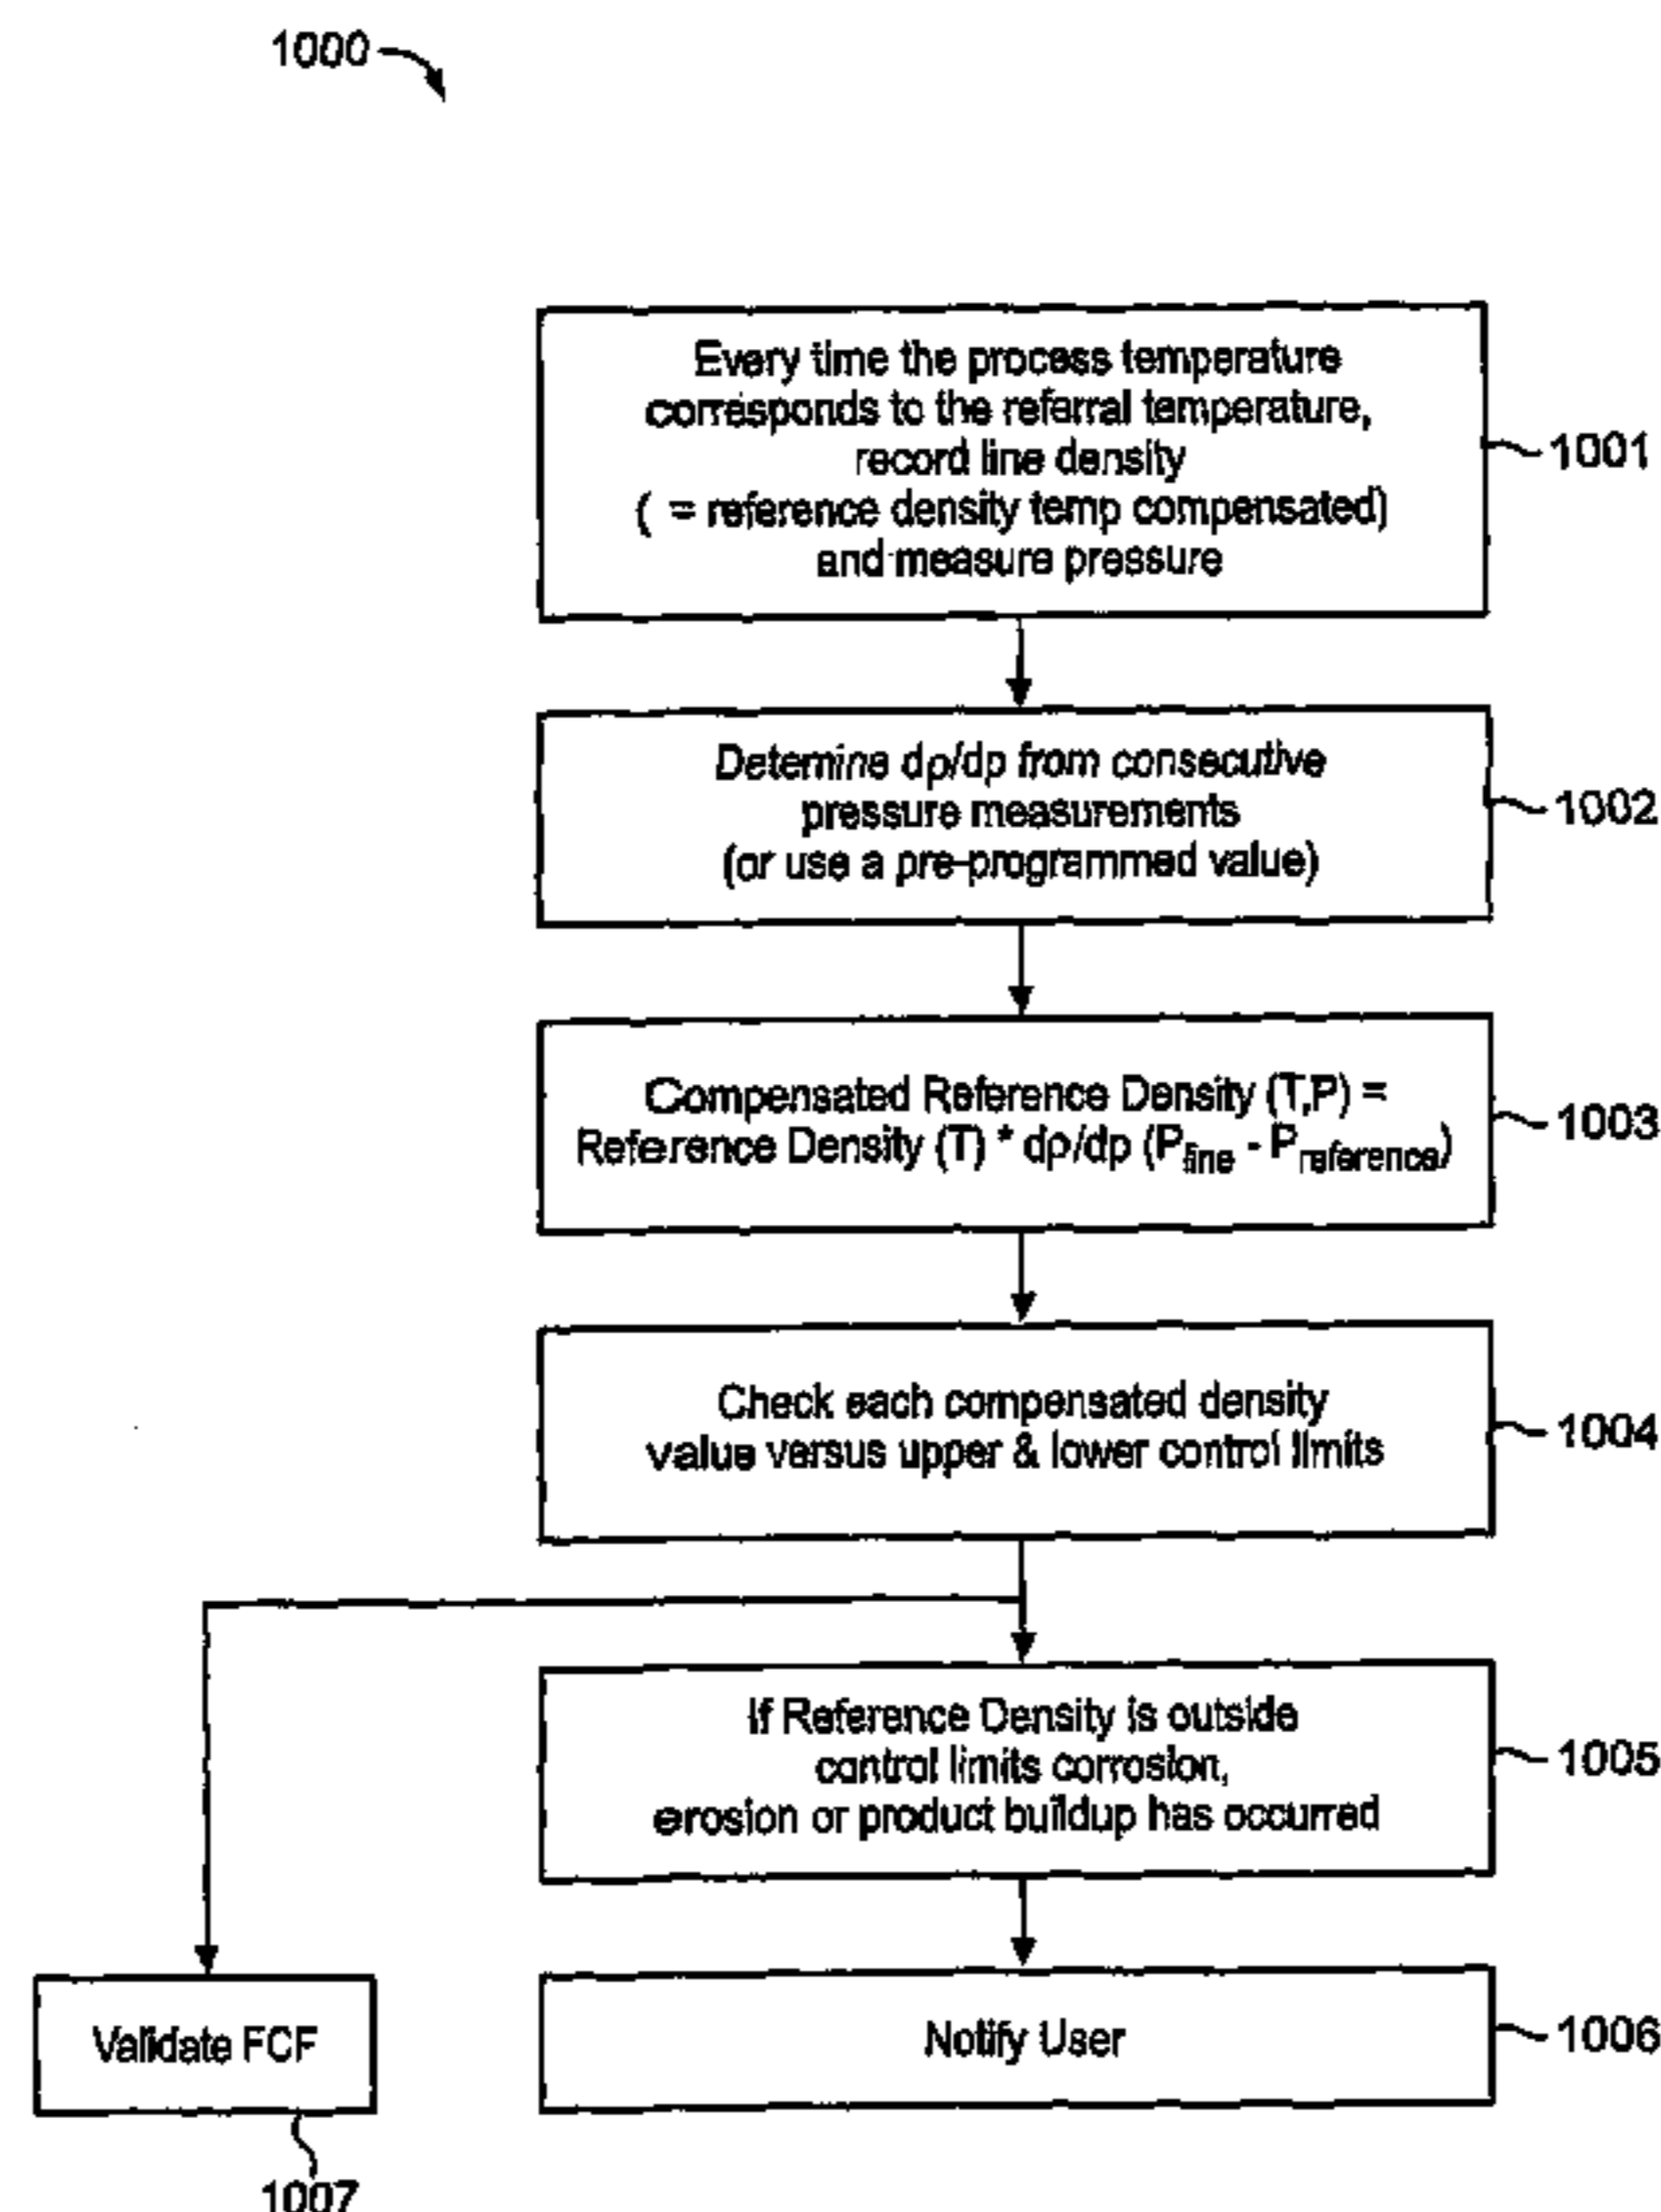 1000
Every time the process temperature
corresponds to the referral temperature,
record line density
( = reference density temp compensated)
and measure pressure
1001
Detemine dρ/dp from consecutive
pressure measurements
(or use a pre-programmed value)
1002
Compensated Reference Density (T,P) =
Reference Density (T) * dρ/dp (Pline - Preference)
1003
Check each compensated density
value versus upper & lower control limits
1004
If Reference Density is outside
control limits corrosion,
erosion or product buildup has occurred
1005
Notify User
1006
Validate FCF
1007